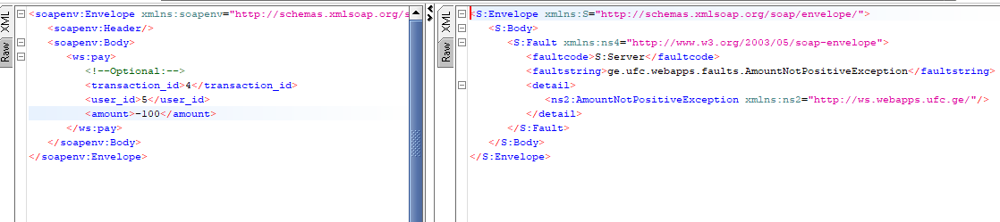 XML
Raw
<soapenv:Envelope xmlns:soapenv="http://schemas.xmlsoap.org/s
<soapenv:Header/>
<soapenv:Body>
<ws:pay>
<!--Optional:-->
<transaction_id>4</transaction_id>
<user_id>5</user_id>
<amount>-100</amount>
</ws:pay>
</soapenv:Body>
</soapenv:Envelope>
XML
Raw
<S:Envelope xmlns:S="http://schemas.xmlsoap.org/soap/envelope/">
<S:Body>
<S:Fault xmlns:ns4="http://www.w3.org/2003/05/soap-envelope">
<faultcode>S:Server</faultcode>
<faultstring>ge.ufc.webapps.faults.AmountNotPositiveException</faultstring>
<detail>
<ns2:AmountNotPositiveException xmlns:ns2="http://ws.webapps.ufc.ge/"/>
</detail>
</S:Fault>
</S:Body>
</S:Envelope>